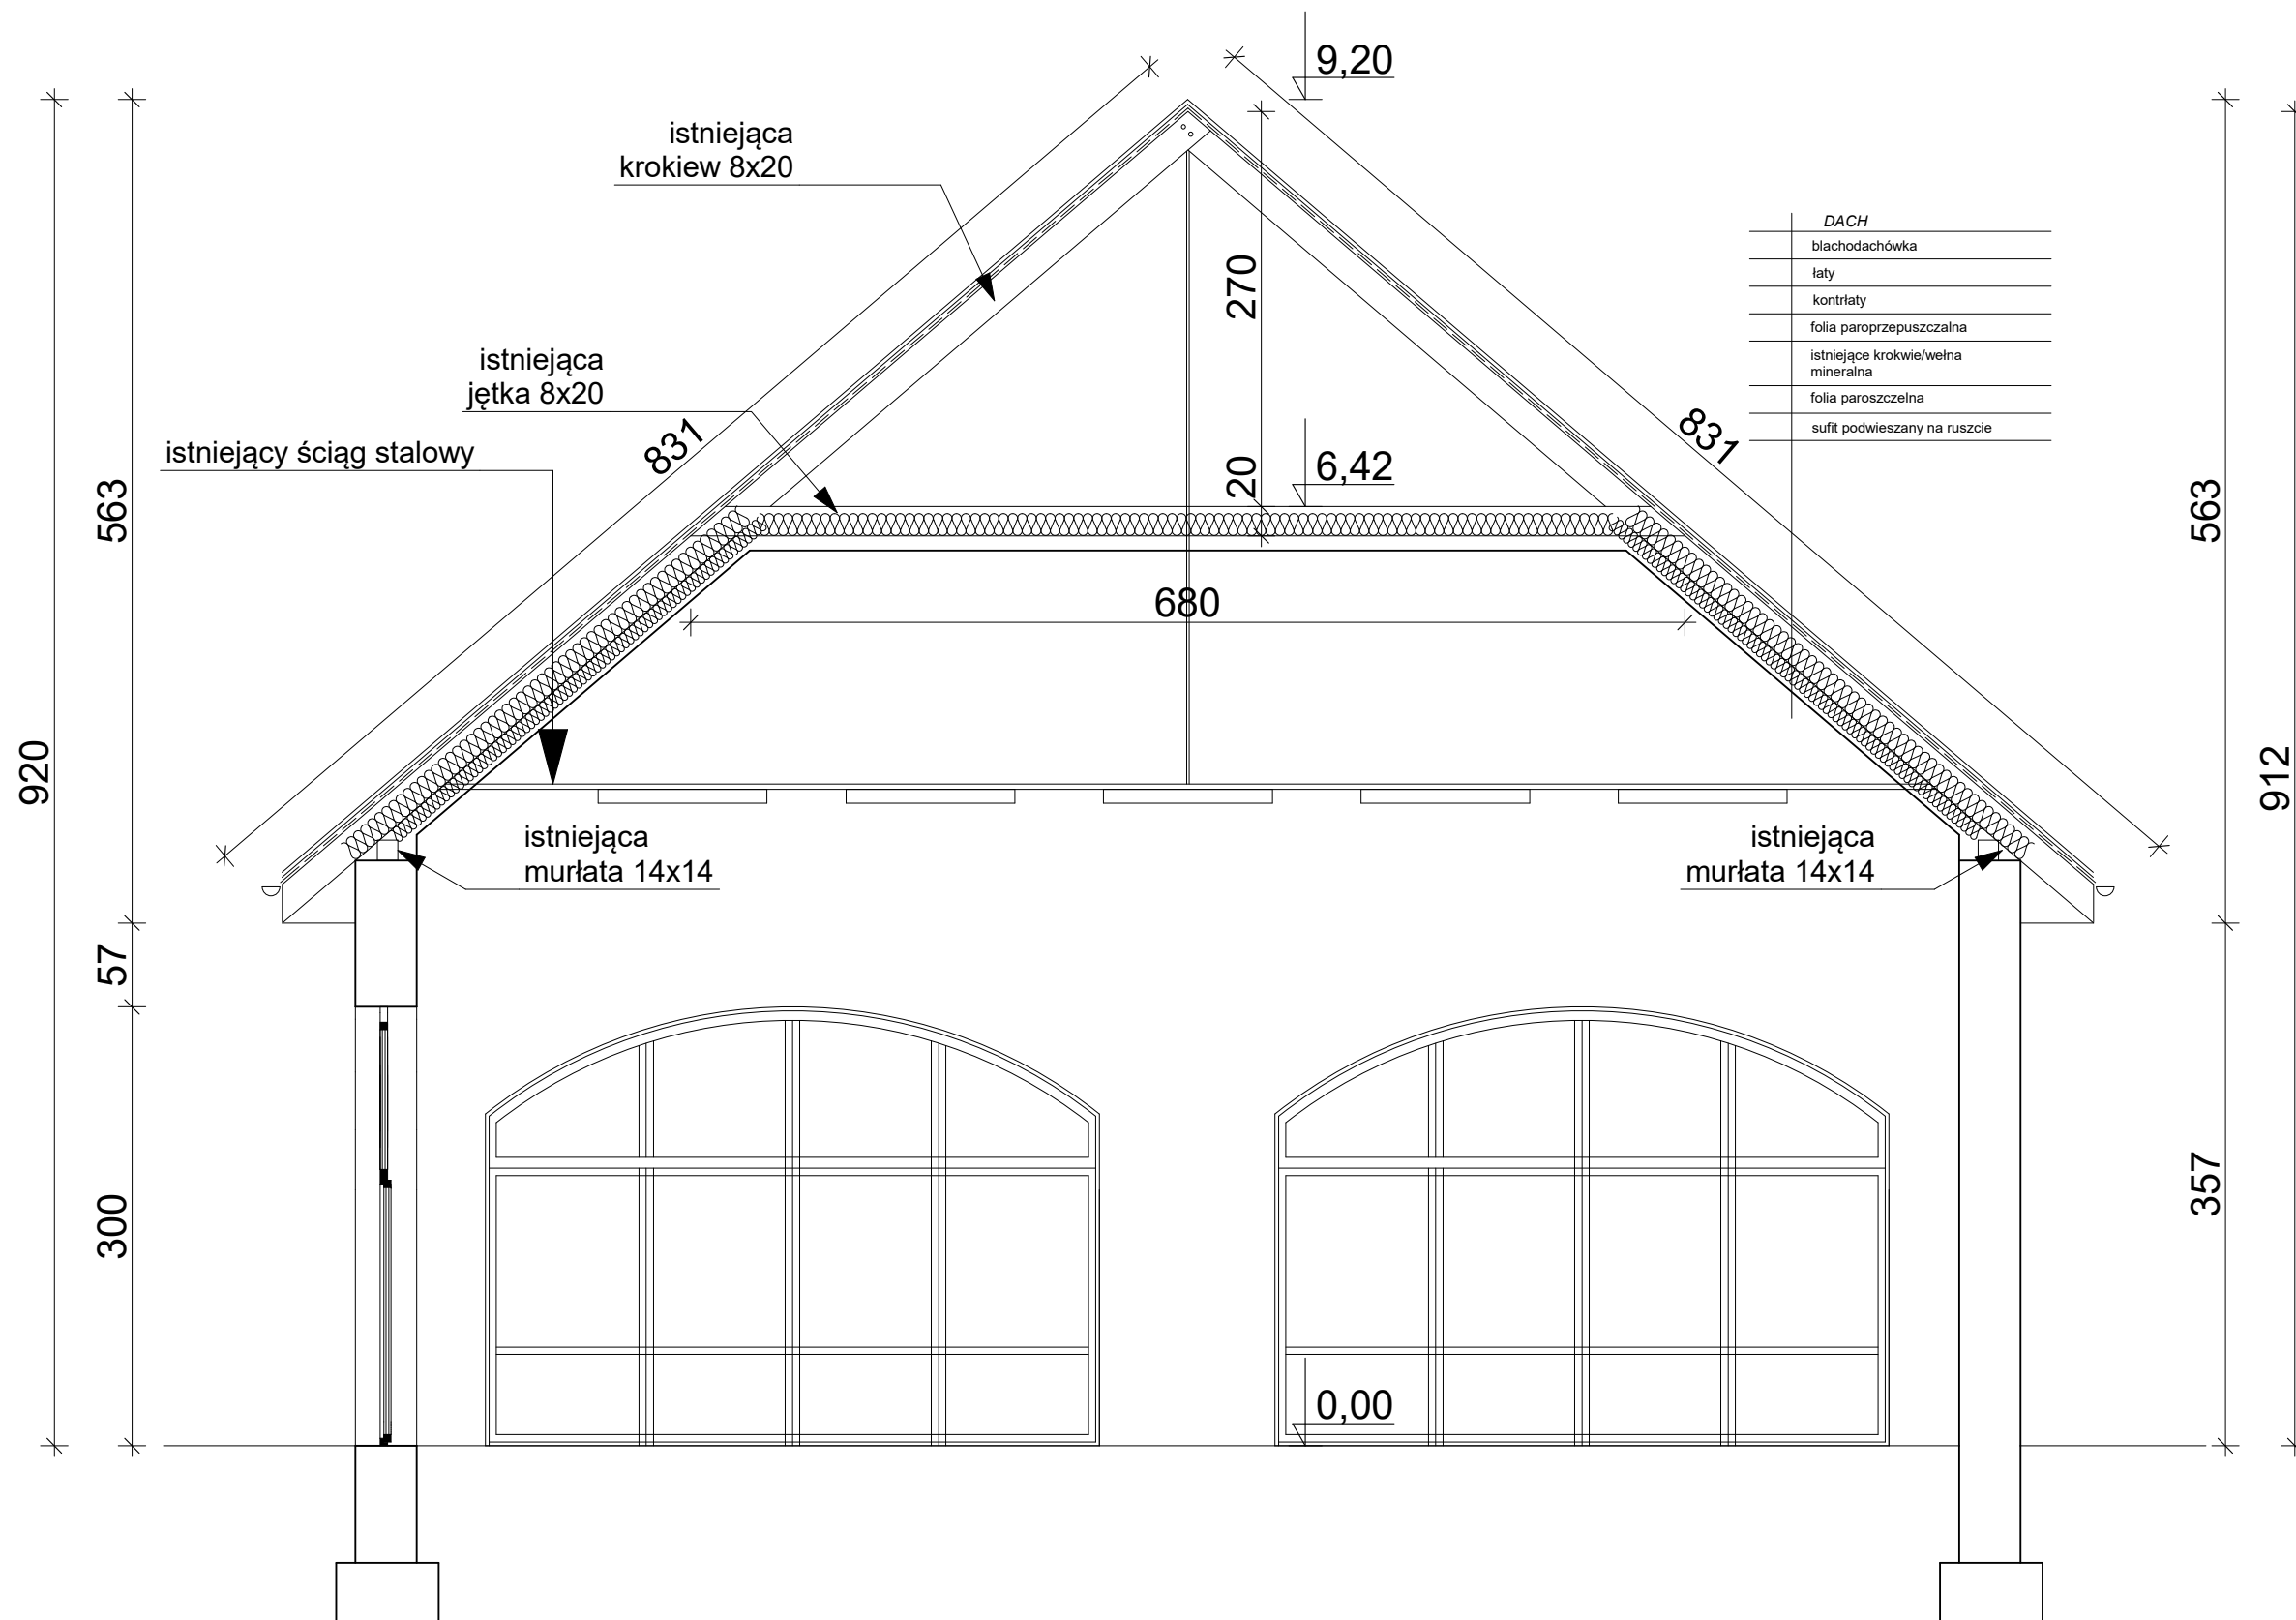 9,20
istniejąca
krokiew 8x20
DACH
blachodachówka
łaty
kontrłaty
folia paroprzepuszczalna
istniejące krokwie/wełna
mineralna
folia paroszczelna
sufit podwieszany na ruszcie
270
istniejąca
jętka 8x20
831
831
istniejący ściąg stalowy
20
6,42
563
563
680
920
912
istniejąca
murłata 14x14
istniejąca
murłata 14x14
57
300
357
0,00